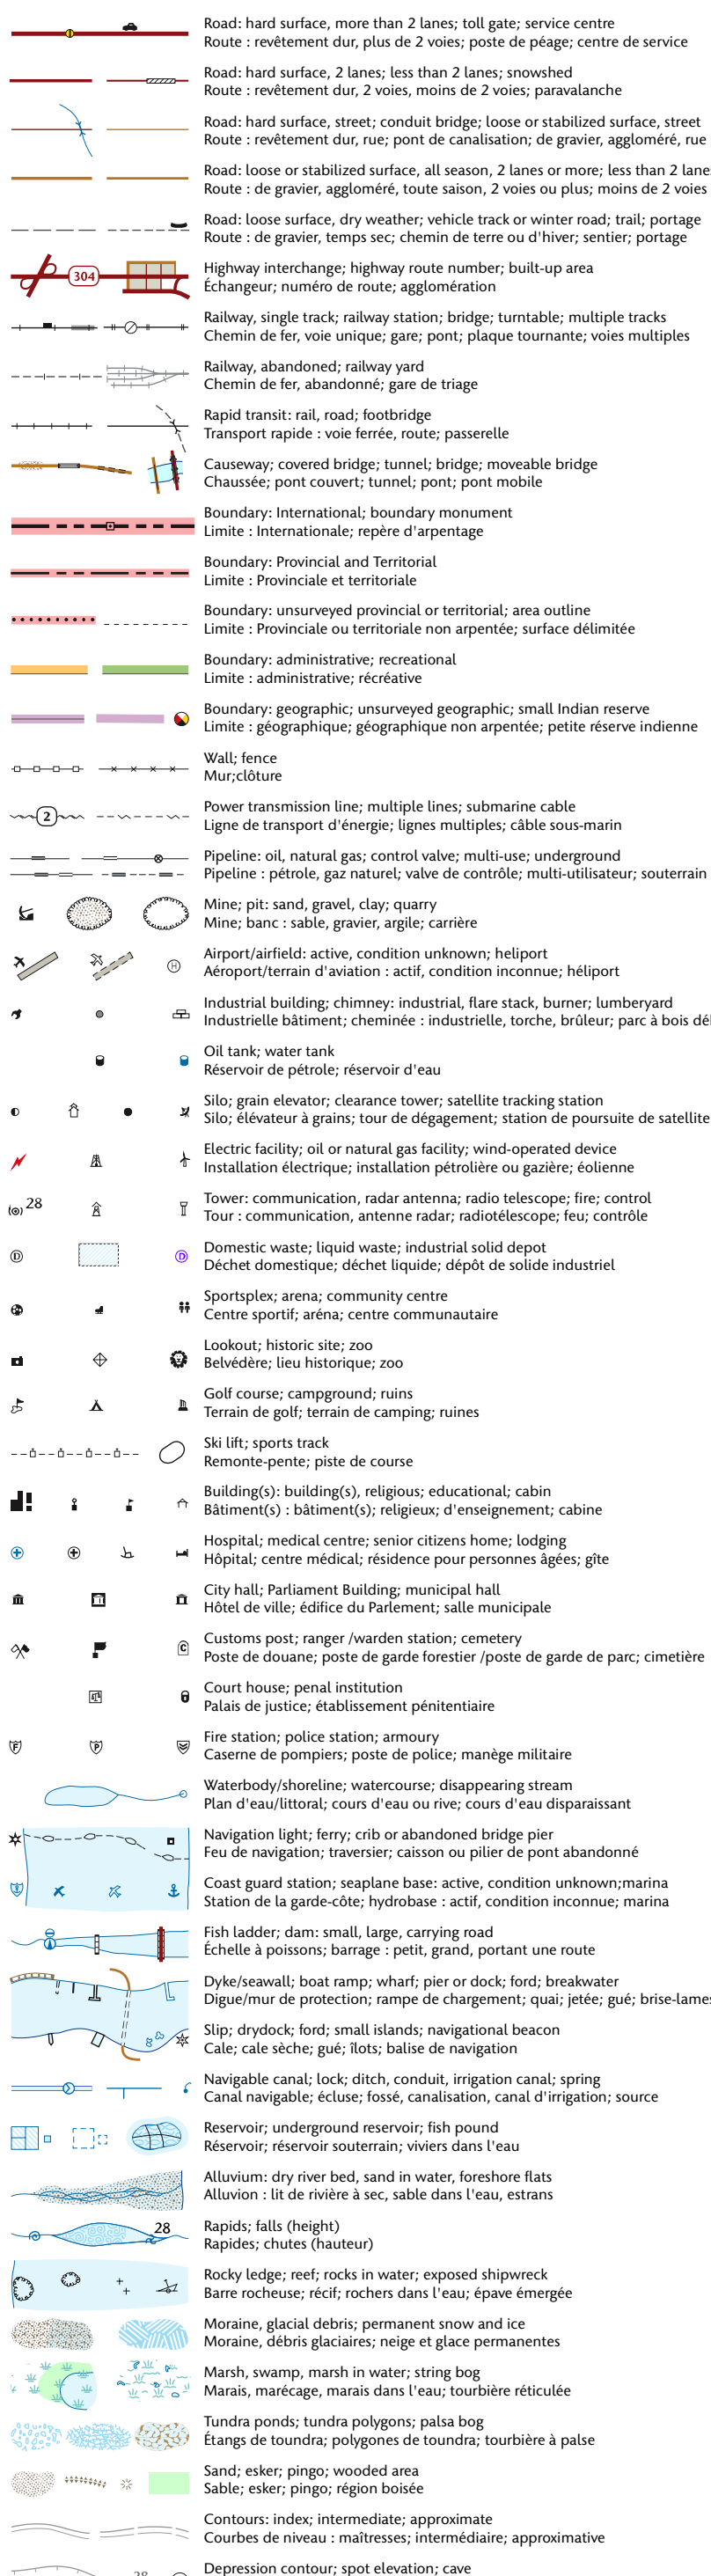 Road: hard surface, more than 2 lanes; toll gate; service centre
Route : revêtement dur, plus de 2 voies; poste de péage; centre de service
Road: hard surface, 2 lanes; less than 2 lanes; snowshed
Route : revêtement dur, 2 voies, moins de 2 voies; paravalanche
Road: hard surface, street; conduit bridge; loose or stabilized surface, street
Route : revêtement dur, rue; pont de canalisation; de gravier, aggloméré, rue
Road: loose or stabilized surface, all season, 2 lanes or more; less than 2 lane
Route : de gravier, aggloméré, toute saison, 2 voies ou plus; moins de 2 voies
Road: loose surface, dry weather; vehicle track or winter road; trail; portage
Route : de gravier, temps sec; chemin de terre ou d'hiver; sentier; portage
304
Highway interchange; highway route number; built-up area
Échangeur; numéro de route; agglomération
Railway, single track; railway station; bridge; turntable; multiple tracks
Chemin de fer, voie unique; gare; pont; plaque tournante; voies multiples
Railway, abandoned; railway yard
Chemin de fer, abandonné; gare de triage
Rapid transit: rail, road; footbridge
Transport rapide : voie ferrée, route; passerelle
Causeway; covered bridge; tunnel; bridge; moveable bridge
Chaussée; pont couvert; tunnel; pont; pont mobile
Boundary: International; boundary monument
Limite : Internationale; repère d'arpentage
Boundary: Provincial and Territorial
Limite : Provinciale et territoriale
Boundary: unsurveyed provincial or territorial; area outline
Limite : Provinciale ou territoriale non arpentée; surface délimitée
Boundary: administrative; recreational
Limite : administrative; récréative
Boundary: geographic; unsurveyed geographic; small Indian reserve
Limite : géographique; géographique non arpentée; petite réserve indienne
Wall; fence
Mur;clôture
2
Power transmission line; multiple lines; submarine cable
Ligne de transport d'énergie; lignes multiples; câble sous-marin
Pipeline: oil, natural gas; control valve; multi-use; underground
Pipeline : pétrole, gaz naturel; valve de contrôle; multi-utilisateur; souterrain
Mine; pit: sand, gravel, clay; quarry
Mine; banc : sable, gravier, argile; carrière
H
Airport/airfield: active, condition unknown; heliport
Aéroport/terrain d'aviation : actif, condition inconnue; héliport
Industrial building; chimney: industrial, flare stack, burner; lumberyard
Industrielle bâtiment; cheminée : industrielle, torche, brûleur; parc à bois dé
Oil tank; water tank
Réservoir de pétrole; réservoir d'eau
Silo; grain elevator; clearance tower; satellite tracking station
Silo; élévateur à grains; tour de dégagement; station de poursuite de satellite
Electric facility; oil or natural gas facility; wind-operated device
Installation électrique; installation pétrolière ou gazière; éolienne
28
Tower: communication, radar antenna; radio telescope; fire; control
Tour : communication, antenne radar; radiotélescope; feu; contrôle
D D
Domestic waste; liquid waste; industrial solid depot
Déchet domestique; déchet liquide; dépôt de solide industriel
Sportsplex; arena; community centre
Centre sportif; aréna; centre communautaire
Lookout; historic site; zoo
Belvédère; lieu historique; zoo
Golf course; campground; ruins
Terrain de golf; terrain de camping; ruines
Ski lift; sports track
Remonte-pente; piste de course
Building(s): building(s), religious; educational; cabin
Bâtiment(s) : bâtiment(s); religieux; d'enseignement; cabine
Hospital; medical centre; senior citizens home; lodging
Hôpital; centre médical; résidence pour personnes âgées; gîte
City hall; Parliament Building; municipal hall
Hôtel de ville; édifice du Parlement; salle municipale
C
Customs post; ranger /warden station; cemetery
Poste de douane; poste de garde forestier /poste de garde de parc; cimetière
Court house; penal institution
Palais de justice; établissement pénitentiaire
F P
Fire station; police station; armoury
Caserne de pompiers; poste de police; manège militaire
Waterbody/shoreline; watercourse; disappearing stream
Plan d'eau/littoral; cours d'eau ou rive; cours d'eau disparaissant
Navigation light; ferry; crib or abandoned bridge pier
Feu de navigation; traversier; caisson ou pilier de pont abandonné
Coast guard station; seaplane base: active, condition unknown;marina
Station de la garde-côte; hydrobase : actif, condition inconnue; marina
Fish ladder; dam: small, large, carrying road
Échelle à poissons; barrage : petit, grand, portant une route
Dyke/seawall; boat ramp; wharf; pier or dock; ford; breakwater
Digue/mur de protection; rampe de chargement; quai; jetée; gué; brise-lames
Slip; drydock; ford; small islands; navigational beacon
Cale; cale sèche; gué; îlots; balise de navigation
Navigable canal; lock; ditch, conduit, irrigation canal; spring
Canal navigable; écluse; fossé, canalisation, canal d'irrigation; source
Reservoir; underground reservoir; fish pound
Réservoir; réservoir souterrain; viviers dans l'eau
Alluvium: dry river bed, sand in water, foreshore flats
Alluvion : lit de rivière à sec, sable dans l'eau, estrans
28
Rapids; falls (height)
Rapides; chutes (hauteur)
Rocky ledge; reef; rocks in water; exposed shipwreck
Barre rocheuse; récif; rochers dans l'eau; épave émergée
Moraine, glacial debris; permanent snow and ice
Moraine, débris glaciaires; neige et glace permanentes
Marsh, swamp, marsh in water; string bog
Marais, marécage, marais dans l'eau; tourbière réticulée
Tundra ponds; tundra polygons; palsa bog
Étangs de toundra; polygones de toundra; tourbière à palse
Sand; esker; pingo; wooded area
Sable; esker; pingo; région boisée
Contours: index; intermediate; approximate
Courbes de niveau : maîtresses; intermédiaire; approximative
Depression contour; spot elevation; cave